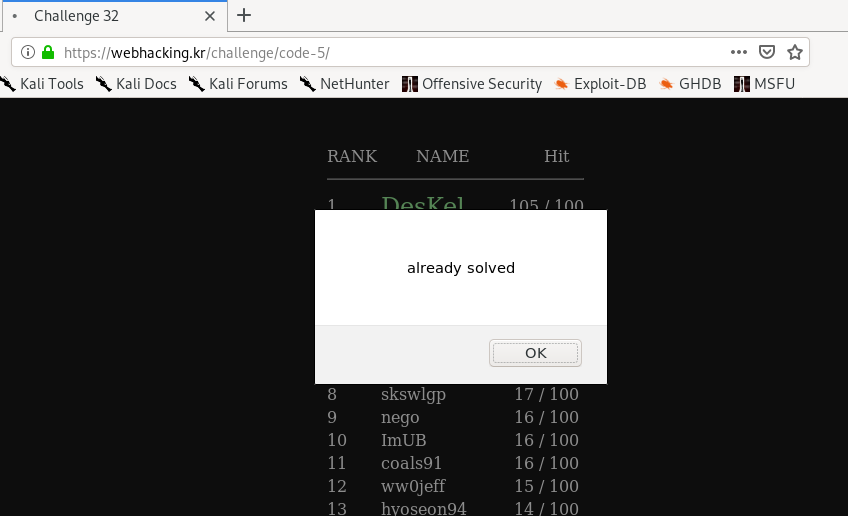 Challenge 32
https://webhacking.kr/challenge/code-5/
Kali Tools Kali Docs Kali Forums NetHunter Offensive Security Exploit-DB GHDB MSFU
RANK NAME Hit
1 DesKel 105 / 100
already solved
OK
8 skswlgp 17 / 100
9 nego 16 / 100
10 ImUB 16 / 100
11 coals91 16 / 100
12 ww0jeff 15 / 100
13 hyoseon94 14 / 100